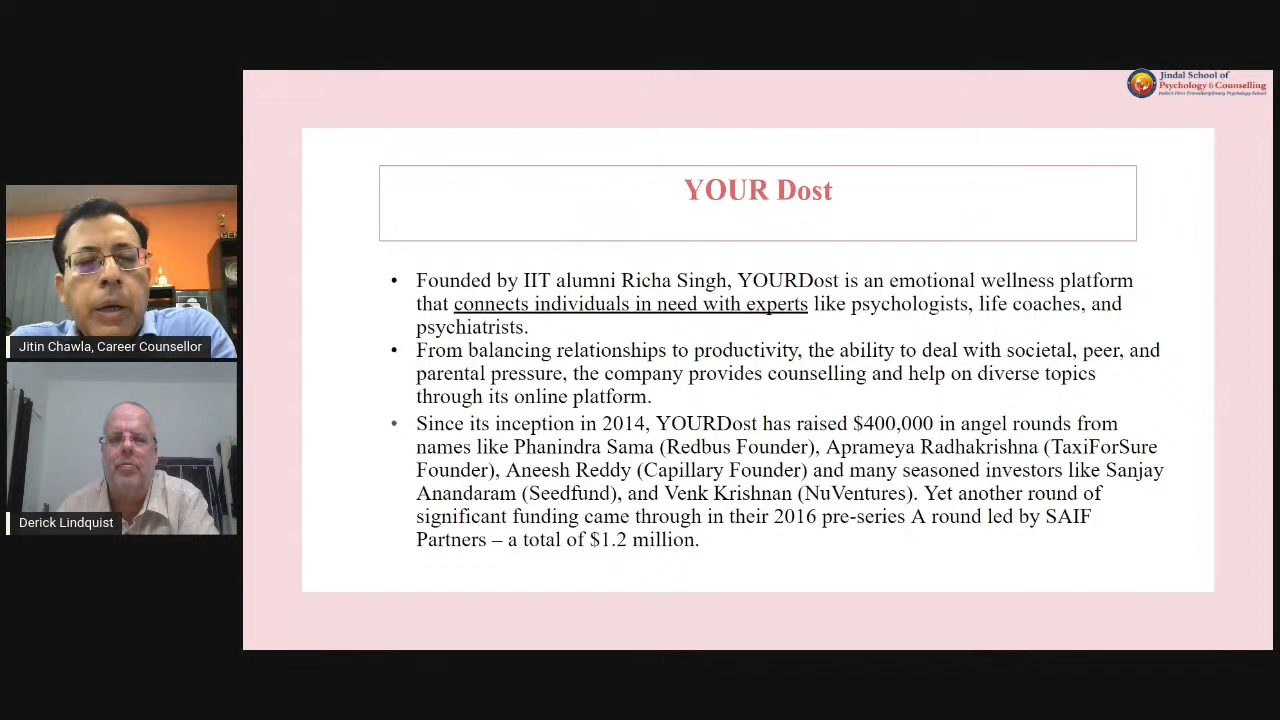 Jindal School of
Psychology & Counselling
India's First Transdisciplinary Psychology School
YOUR Dost
• Founded by IIT alumni Richa Singh, YOURDost is an emotional wellness platform
that connects individuals in need with experts like psychologists, life coaches, and
psychiatrists.
• From balancing relationships to productivity, the ability to deal with societal, peer, and
parental pressure, the company provides counselling and help on diverse topics
through its online platform.
• Since its inception in 2014, YOURDost has raised $400,000 in angel rounds from
names like Phanindra Sama (Redbus Founder), Aprameya Radhakrishna (TaxiForSure
Founder), Aneesh Reddy (Capillary Founder) and many seasoned investors like Sanjay
Anandaram (Seedfund), and Venk Krishnan (NuVentures). Yet another round of
significant funding came through in their 2016 pre-series A round led by SAIF
Partners – a total of $1.2 million.
Jitin Chawla, Career Counsellor
Derick Lindquist